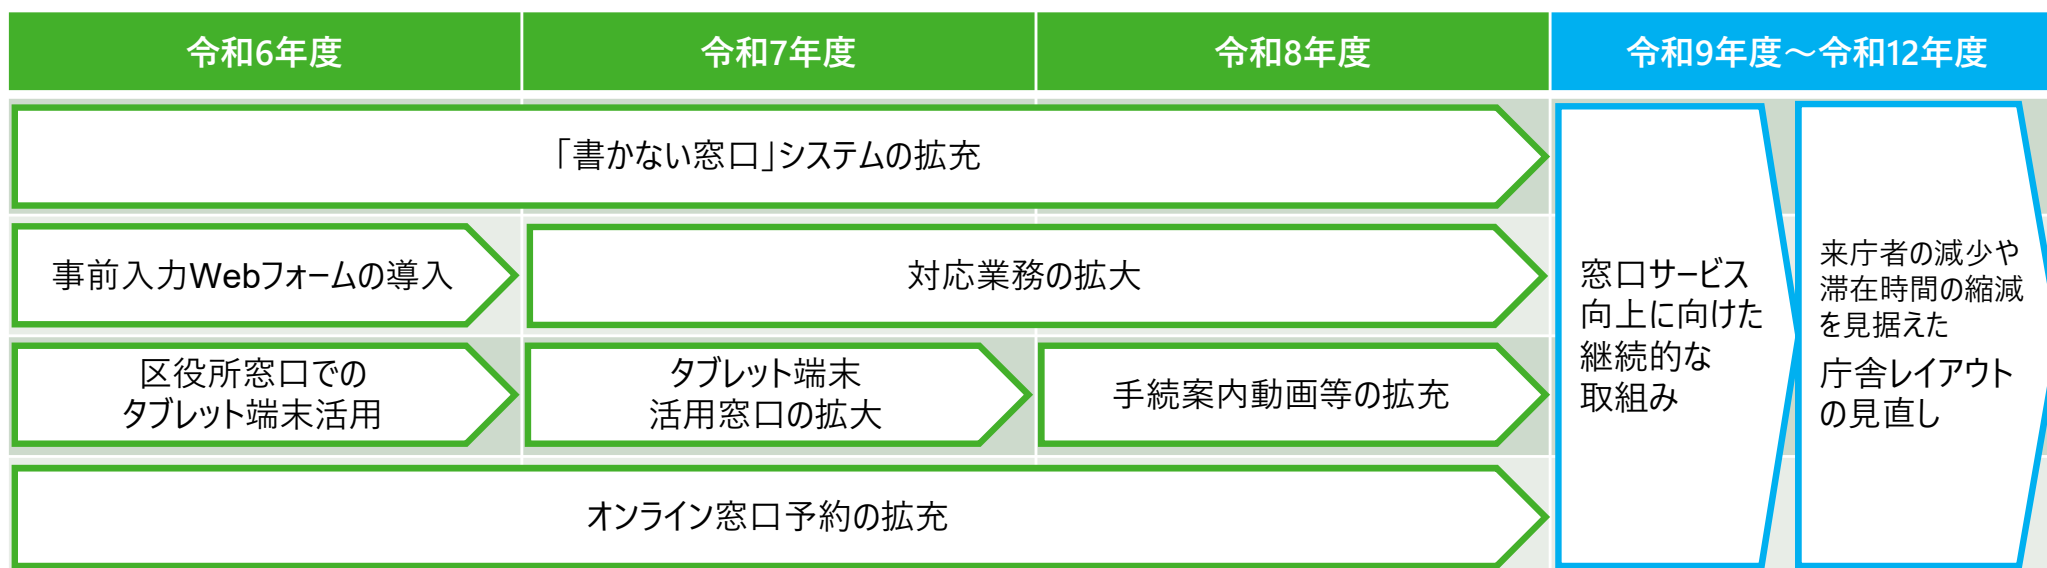 令和6年度
令和7年度
令和8年度
令和9年度～令和12年度
「書かない窓口」システムの拡充
事前入力Webフォームの導入
対応業務の拡大
区役所窓口での
タブレット端末活用
タブレット端末
活用窓口の拡大
手続案内動画等の拡充
オンライン窓口予約の拡充
窓口サービス
向上に向けた
継続的な
取組み
来庁者の減少や
滞在時間の縮減
を見据えた
庁舎レイアウト
の見直し